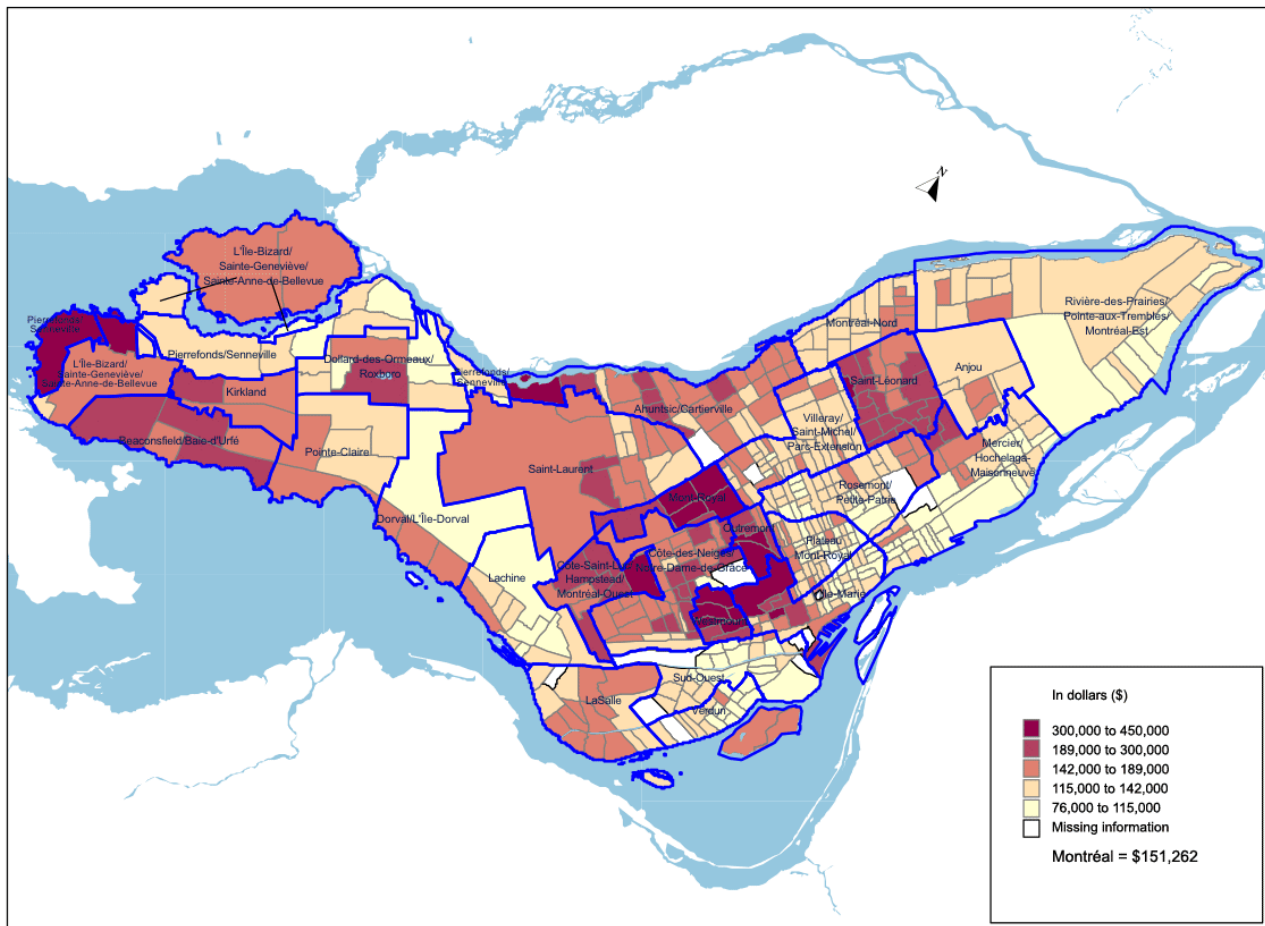 N
L'Île-Bizard/
Sainte-Geneviève/
Sainte-Anne-de-Bellevue
Pierrefonds/
Senneville
Pierrefonds/Senneville
L'Île-Bizard/
Sainte-Geneviève/
Sainte-Anne-de-Bellevue
Kirkland
Beaconsfield/Baie-d'Urfé
Pointe-Claire
Dollard-des-Ormeaux/
Roxboro
Pierrefonds/
Senneville
Dorval/L'Île-Dorval
Lachine
Saint-Laurent
Ahuntsic/Cartierville
Montréal-Nord
Rivière-des-Prairies/
Pointe-aux-Trembles/
Montréal-Est
Anjou
Saint-Léonard
Villeray/
Saint-Michel/
Parc-Extension
Mercier/
Hochelaga-
Maisonneuve
Rosemont/
Petite-Patrie
Mont-Royal
Outremont
Plateau
Mont-Royal
Côte-des-Neiges/
Notre-Dame-de-Grâce
Côte-Saint-Luc/
Hampstead/
Montréal-Ouest
Ville-Marie
Westmount
Sud-Ouest
Verdun
LaSalle
In dollars ($)
300,000 to 450,000
189,000 to 300,000
142,000 to 189,000
115,000 to 142,000
76,000 to 115,000
Missing information
Montréal = $151,262